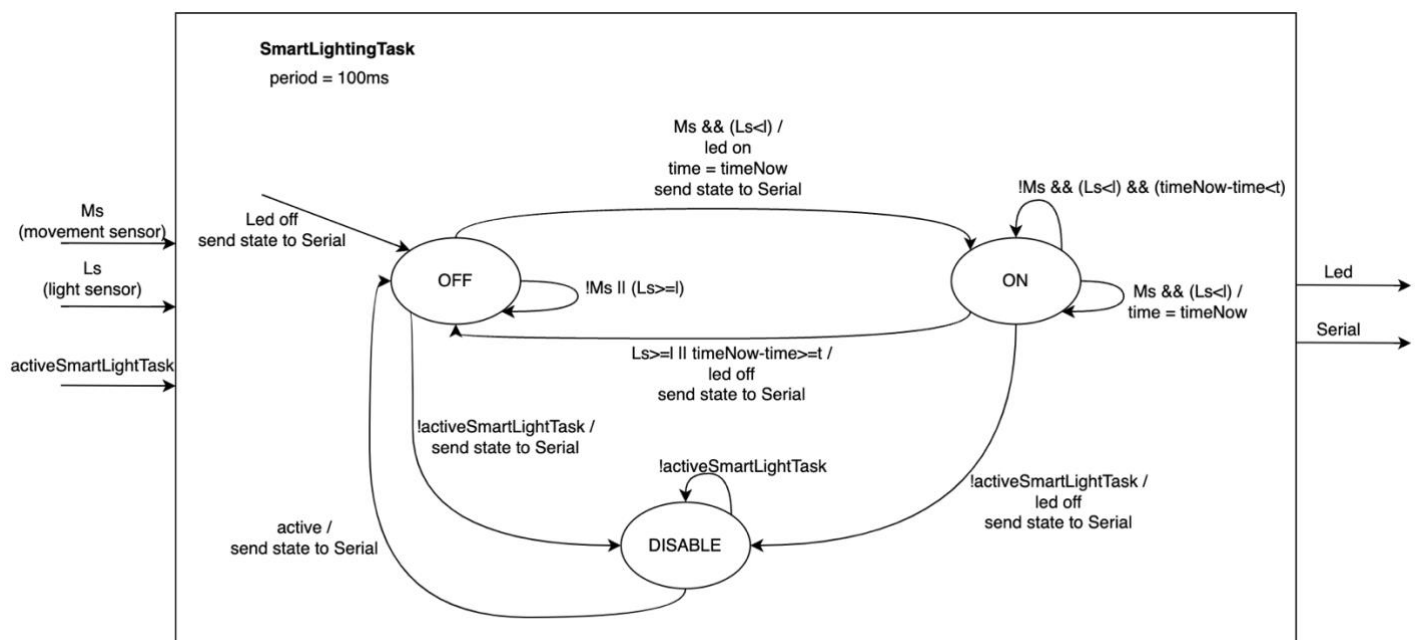 SmartLightingTask
period = 100ms
Ms && (Ls<l) /
led on
time = timeNow
send state to Serial
!Ms && (Ls<l) && (timeNow-time<t)
Ms
(movement sensor)
Led off
send state to Serial
Ls
(light sensor)
OFF
!Ms || (Ls>=l)
ON
Ms && (Ls<l) /
time = timeNow
Led
Serial
activeSmartLightTask
Ls>=l || timeNow-time>=t /
led off
send state to Serial
!activeSmartLightTask /
send state to Serial
!activeSmartLightTask
!activeSmartLightTask /
led off
send state to Serial
active /
send state to Serial
DISABLE